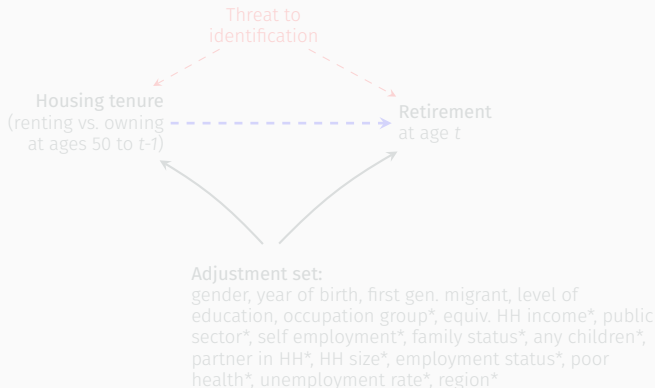 Threat to
identification
Housing tenure
(renting vs. owning
at ages 50 to t-1)
Retirement
at age t
Adjustment set:
gender, year of birth, first gen. migrant, level of
education, occupation group*, equiv. HH income*, public
sector*, self employment*, family status*, any children*,
partner in HH*, HH size*, employment status*, poor
health*, unemployment rate*, region*